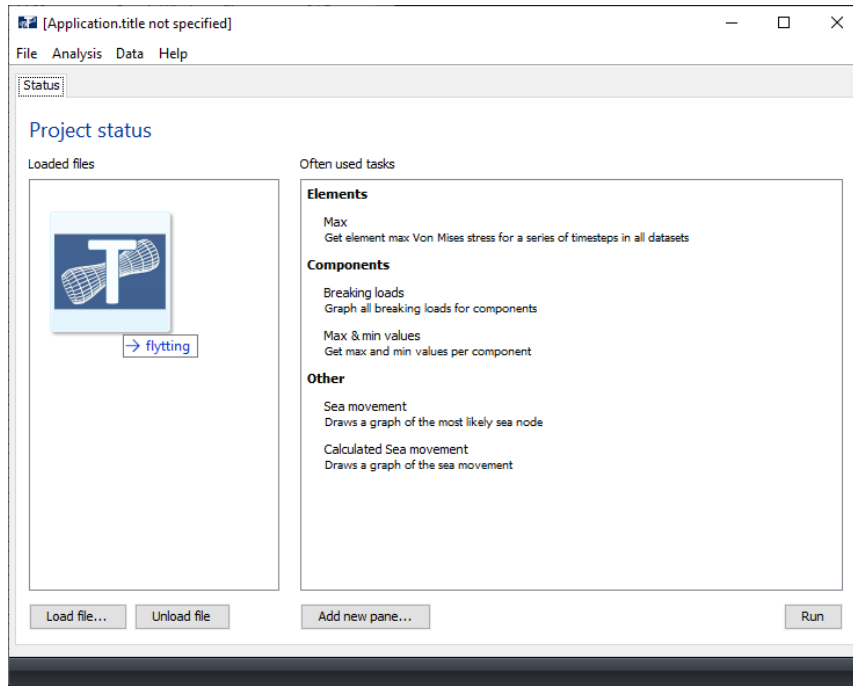 [Application.title not specified]
File Analysis Data Help
Status
Project status
Loaded files
Often used tasks
T
→ flytting
Elements
Max
Get element max Von Mises stress for a series of timesteps in all datasets
Components
Breaking loads
Graph all breaking loads for components
Max & min values
Get max and min values per component
Other
Sea movement
Draws a graph of the most likely sea node
Calculated Sea movement
Draws a graph of the sea movement
Load file...
Unload file
Add new pane...
Run